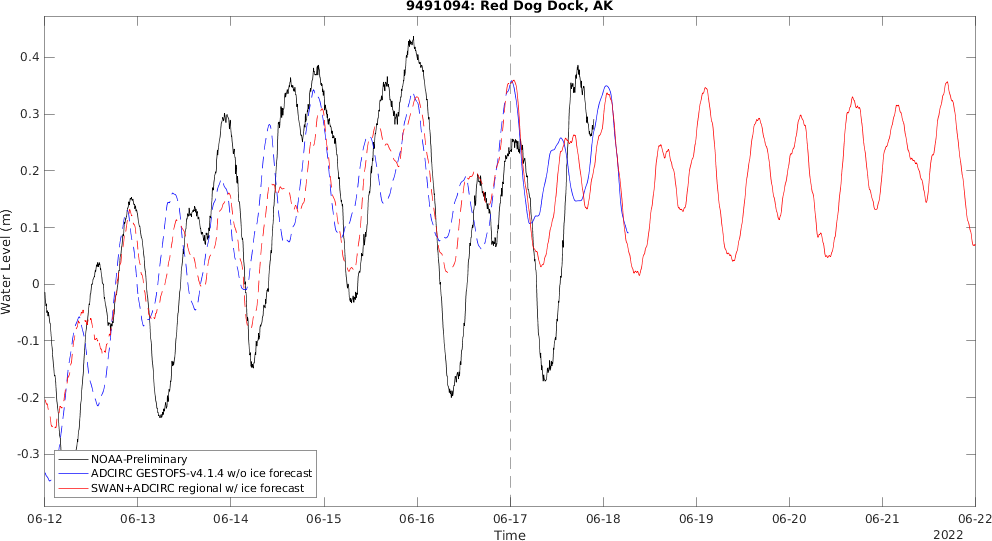 9491094: Red Dog Dock, AK
Water Level (m)
0.4
0.3
0.2
0.1
0
-0.1
-0.2
-0.3
NOAA-Preliminary
ADCIRC GESTOFS-v4.1.4 w/o ice forecast
SWAN+ADCIRC regional w/ ice forecast
06-12 06-13 06-14 06-15 06-16 06-17 06-18 06-19 06-20 06-21 06-22
Time
2022